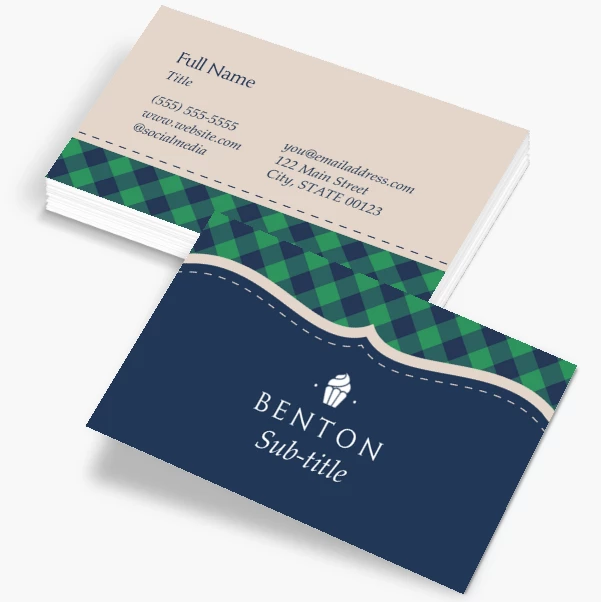 Full Name
Title
(555) 555-5555
www.website.com
@socialmedia
you@emailaddress.com
122 Main Street
City, STATE 00123
BENTON
Sub-title